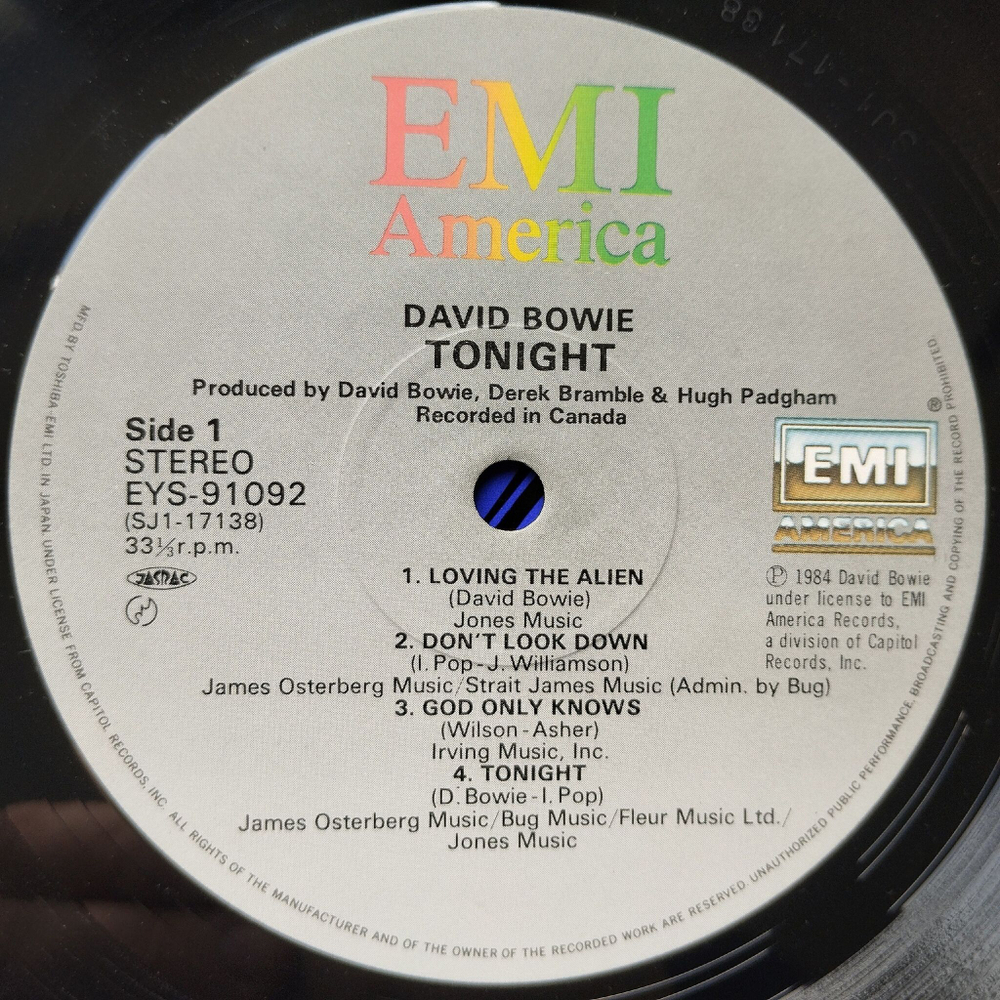 EMI
America
DAVID BOWIE
TONIGHT
Produced by David Bowie, Derek Bramble & Hugh Padgham
Recorded in Canada
Side 1
STEREO
EYS-91092
(SJ1-17138)
33⅓ r.p.m.
JASRAC
EMI
AMERICA
Ⓟ 1984 David Bowie
under license to EMI
America Records,
a division of Capitol
Records, Inc.
1. LOVING THE ALIEN
(David Bowie)
Jones Music
2. DON'T LOOK DOWN
(I. Pop-J. Williamson)
James Osterberg Music/Strait James Music (Admin. by Bug)
3. GOD ONLY KNOWS
(Wilson-Asher)
Irving Music, Inc.
4. TONIGHT
(D. Bowie-I. Pop)
James Osterberg Music/Bug Music/Fleur Music Ltd./
Jones Music
MFD. BY TOSHIBA-EMI LTD. IN JAPAN. UNDER LICENSE FROM CAPITOL RECORDS, INC. ALL RIGHTS OF THE MANUFACTURER AND OF THE OWNER OF THE RECORDED WORK ARE RESERVED. UNAUTHORIZED PUBLIC PERFORMANCE, BROADCASTING AND COPYING OF THE RECORD PROHIBITED.
®